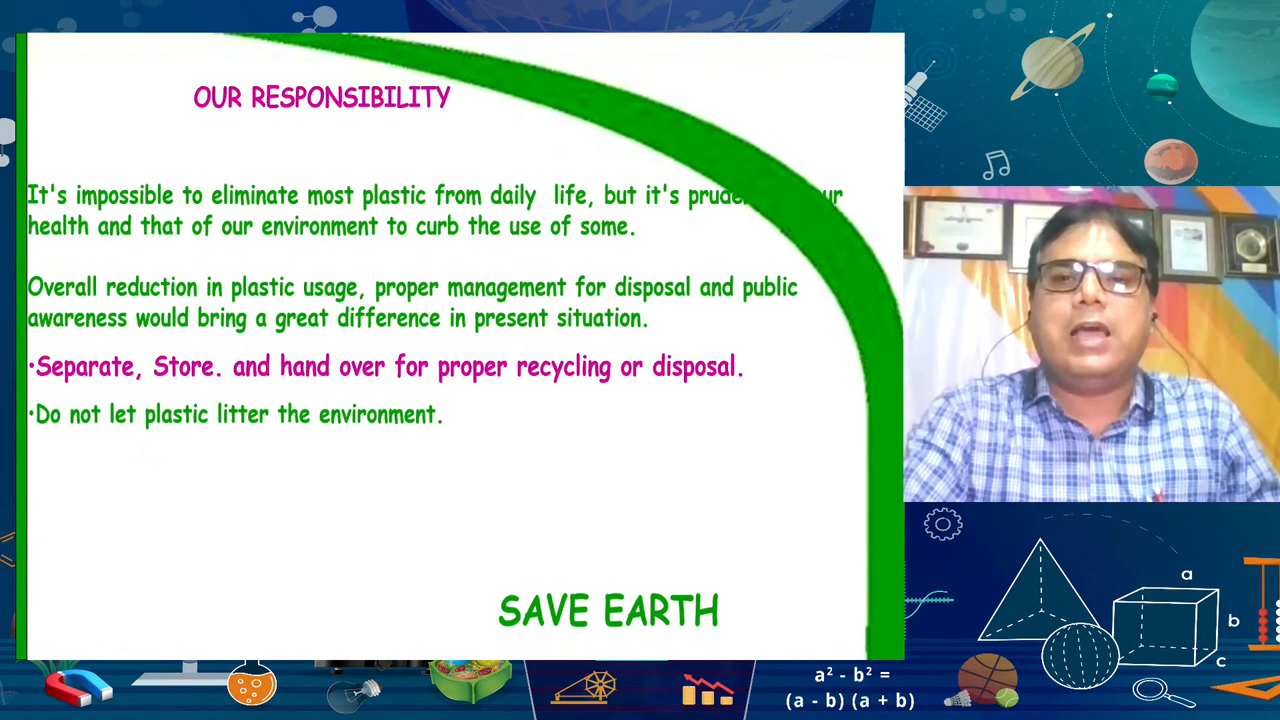 OUR RESPONSIBILITY
It's impossible to eliminate most plastic from daily life, but it's
health and that of our environment to curb the use of some.
Overall reduction in plastic usage, proper management for disposal and public
awareness would bring a great difference in present situation.
•Separate, Store. and hand over for proper recycling or disposal.
•Do not let plastic litter the environment.
SAVE EARTH
a
b
c
a² - b² =
(a - b) (a + b)